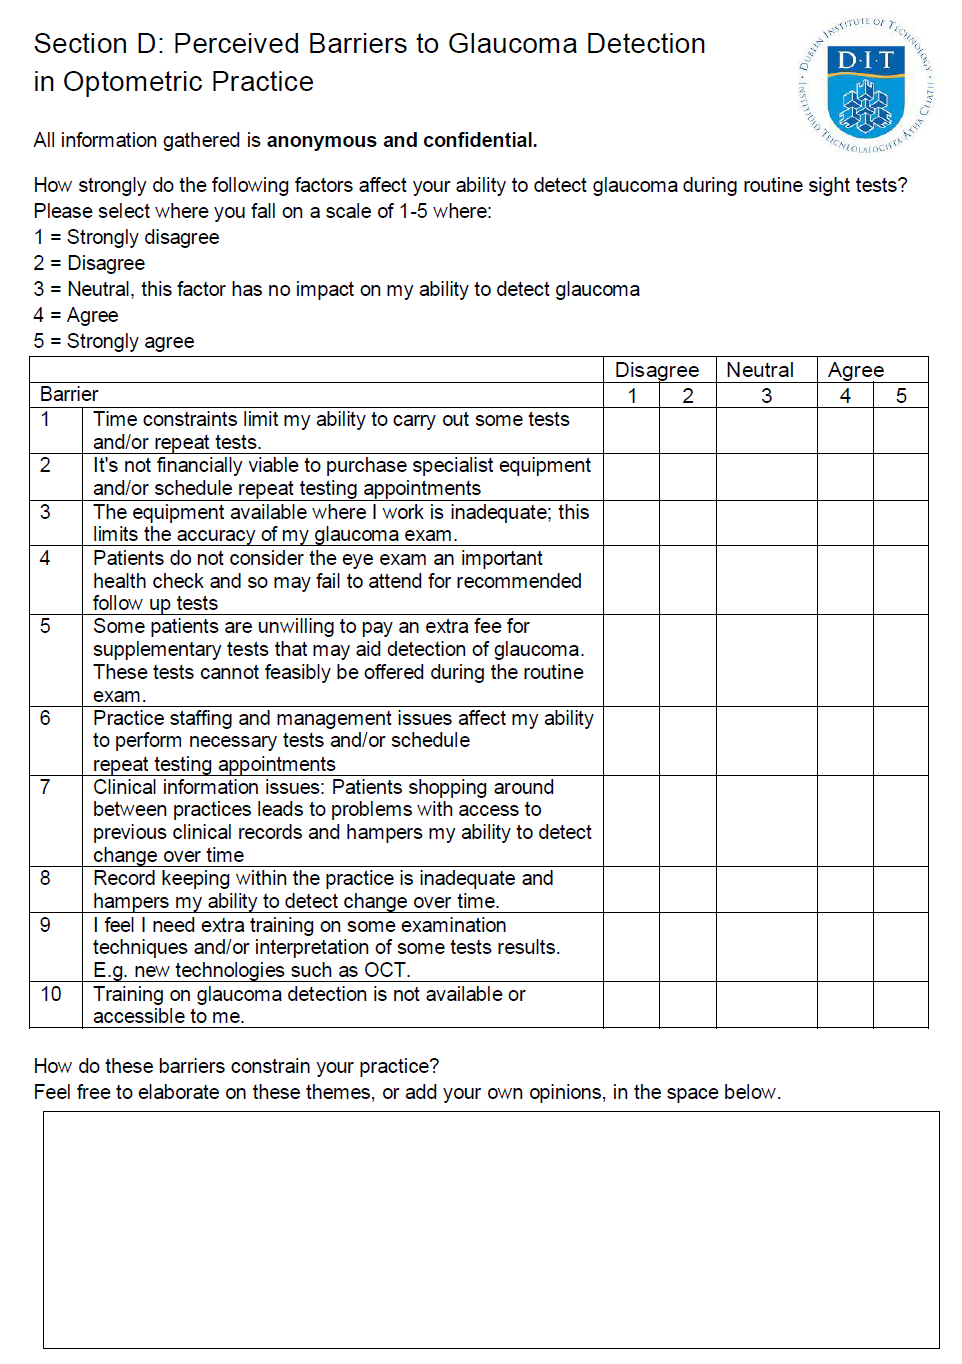 Section D: Perceived Barriers to Glaucoma Detection
in Optometric Practice
DUBLIN INSTITUTE OF TECHNOLOGY
D·I·T
INSTITIÚID TEICNEOLAÍOCHTA ÁTHA CLIATH
All information gathered is anonymous and confidential.
How strongly do the following factors affect your ability to detect glaucoma during routine sight tests?
Please select where you fall on a scale of 1-5 where:
1 = Strongly disagree
2 = Disagree
3 = Neutral, this factor has no impact on my ability to detect glaucoma
4 = Agree
5 = Strongly agree
Disagree Neutral Agree
Barrier 1 2 3 4 5
1 Time constraints limit my ability to carry out some tests
and/or repeat tests.
2 It's not financially viable to purchase specialist equipment
and/or schedule repeat testing appointments
3 The equipment available where I work is inadequate; this
limits the accuracy of my glaucoma exam.
4 Patients do not consider the eye exam an important
health check and so may fail to attend for recommended
follow up tests
5 Some patients are unwilling to pay an extra fee for
supplementary tests that may aid detection of glaucoma.
These tests cannot feasibly be offered during the routine
exam.
6 Practice staffing and management issues affect my ability
to perform necessary tests and/or schedule
repeat testing appointments
7 Clinical information issues: Patients shopping around
between practices leads to problems with access to
previous clinical records and hampers my ability to detect
change over time
8 Record keeping within the practice is inadequate and
hampers my ability to detect change over time.
9 I feel I need extra training on some examination
techniques and/or interpretation of some tests results.
E.g. new technologies such as OCT.
10 Training on glaucoma detection is not available or
accessible to me.
How do these barriers constrain your practice?
Feel free to elaborate on these themes, or add your own opinions, in the space below.